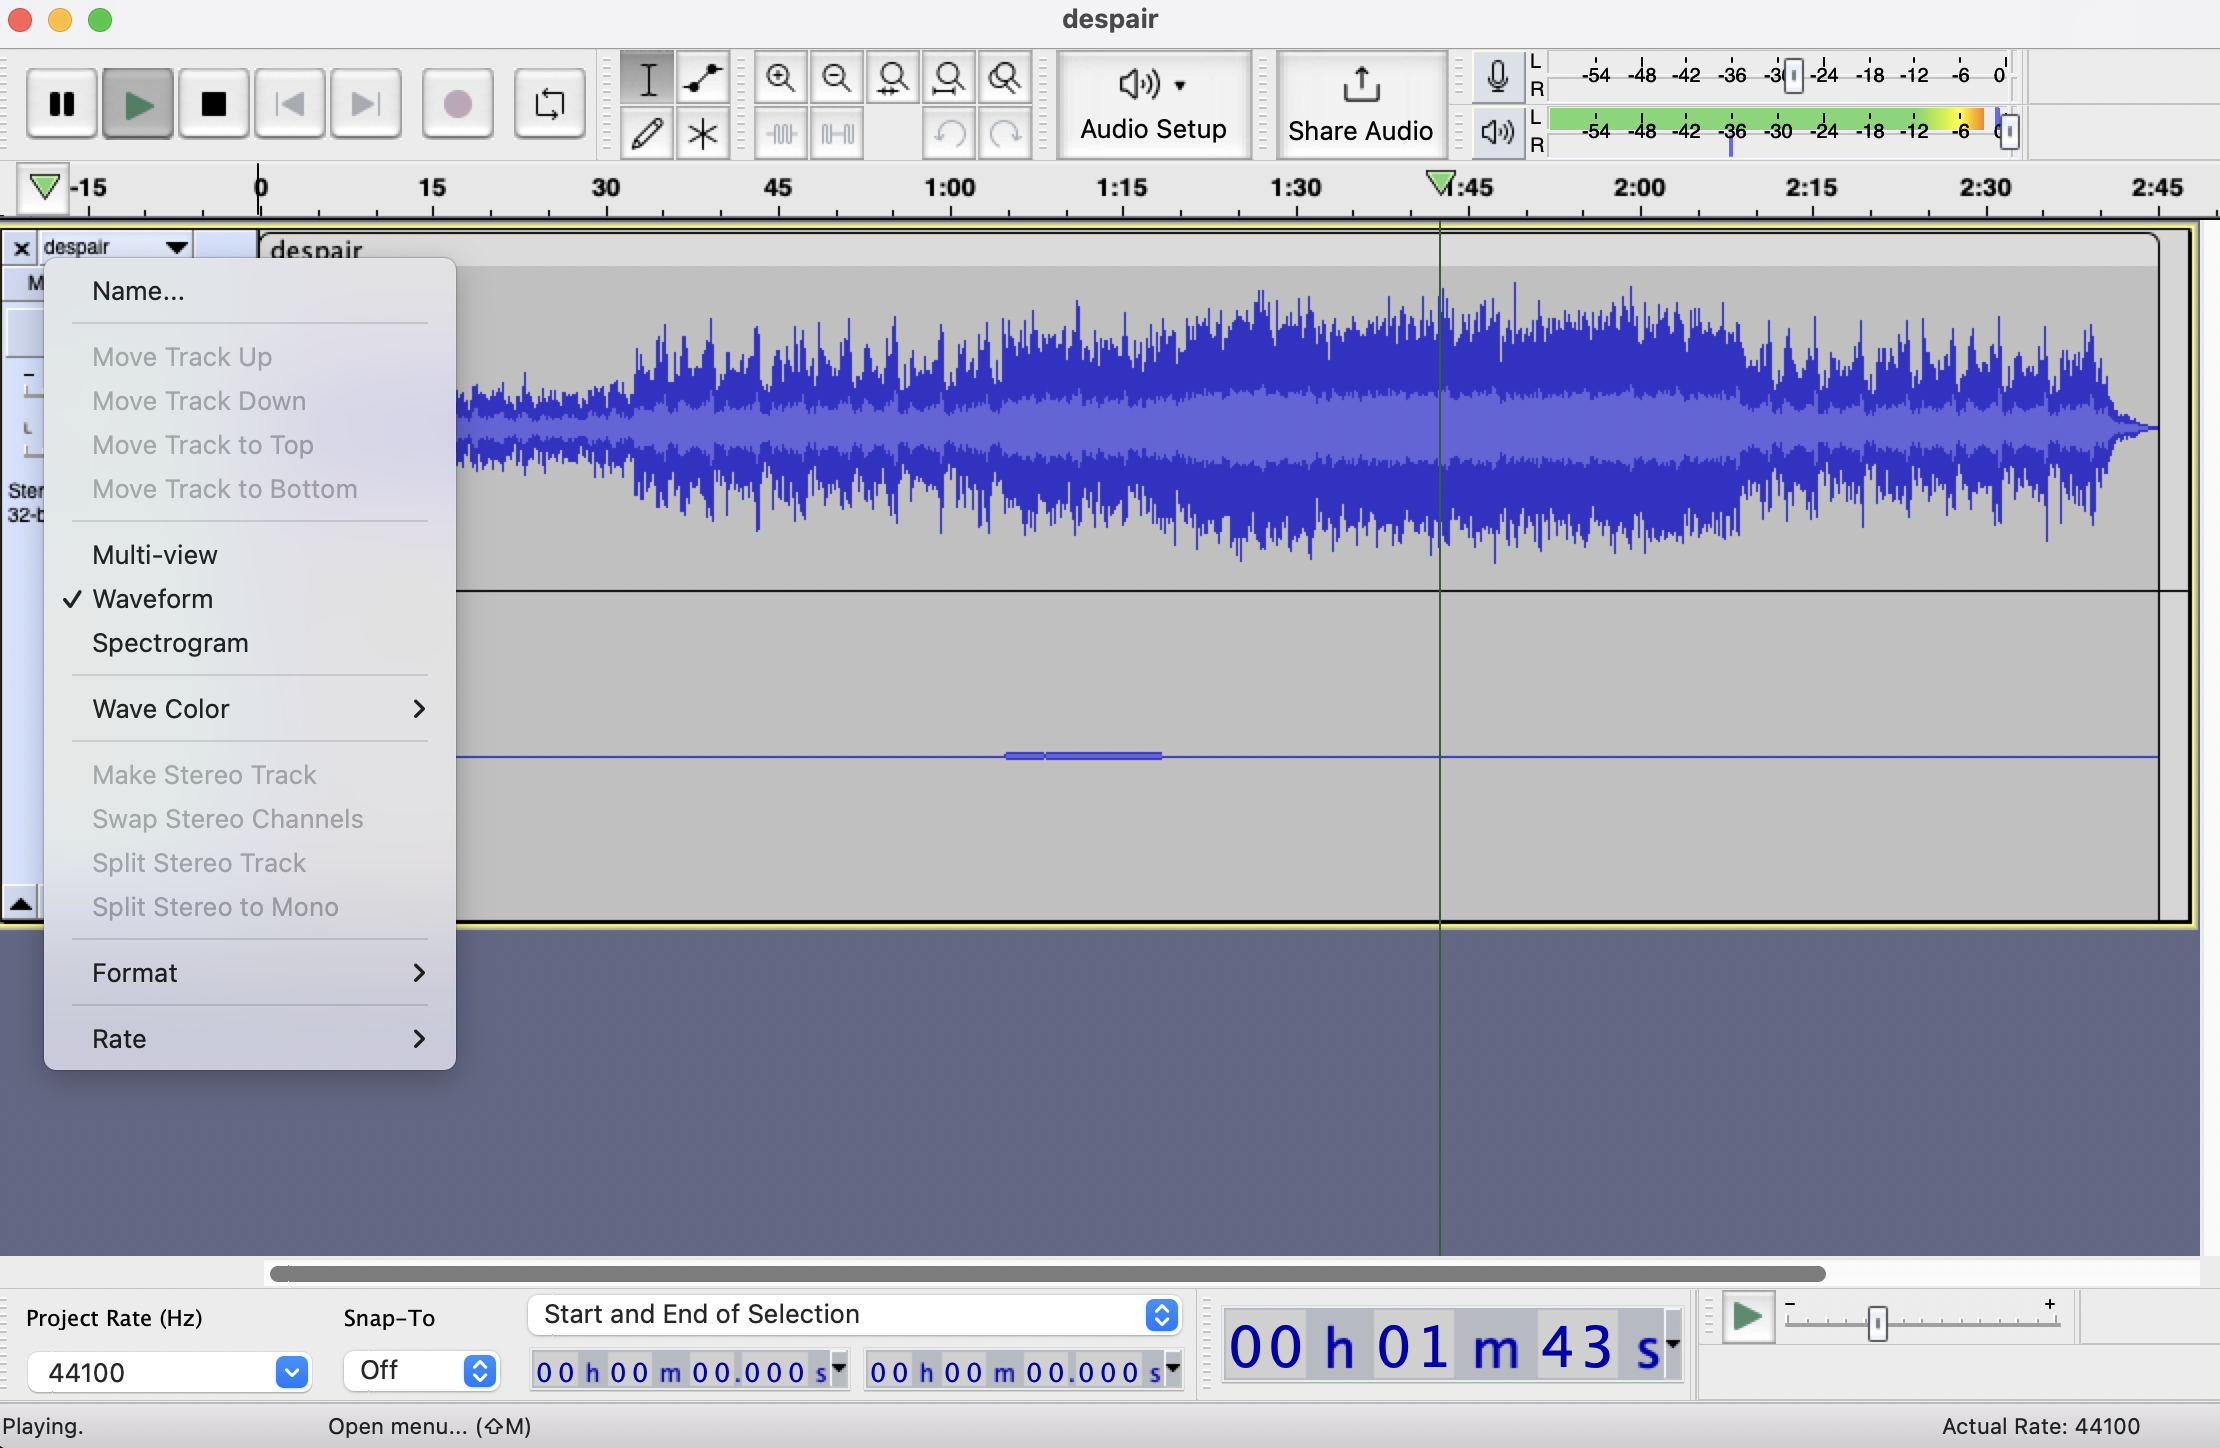 despair
Audio Setup
Share Audio
L
R
-54 -48 -42 -36 -30 -24 -18 -12 -6 0
L
R
-54 -48 -42 -36 -30 -24 -18 -12 -6
-15 0 15 30 45 1:00 1:15 1:30 1:45 2:00 2:15 2:30 2:45
despair
despair
M
Name...
Move Track Up
Move Track Down
Move Track to Top
Move Track to Bottom
L
Ster
32-b
Multi-view
Waveform
Spectrogram
Wave Color
Make Stereo Track
Swap Stereo Channels
Split Stereo Track
Split Stereo to Mono
Format
Rate
Project Rate (Hz)
44100
Snap-To
Off
Start and End of Selection
00 h 00 m 00.000 s
00 h 00 m 00.000 s
00 h 01 m 43 s
- +
Playing.
Open menu... (⇧M)
Actual Rate: 44100